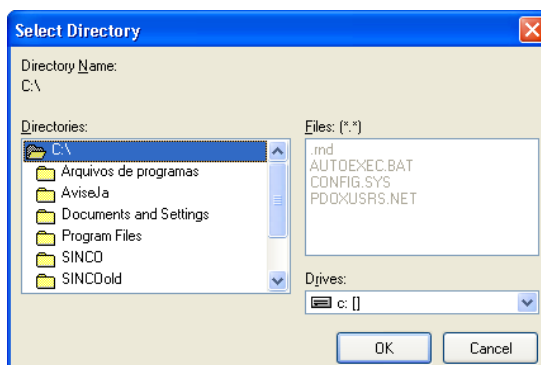 Select Directory
Directory Name:
C:\
Directories:
C:\
Arquivos de programas
AviseJa
Documents and Settings
Program Files
SINCO
SINCOold
Files: (*.*)
.rnd
AUTOEXEC.BAT
CONFIG.SYS
PDOXUSRS.NET
Drives:
c: []
OK
Cancel